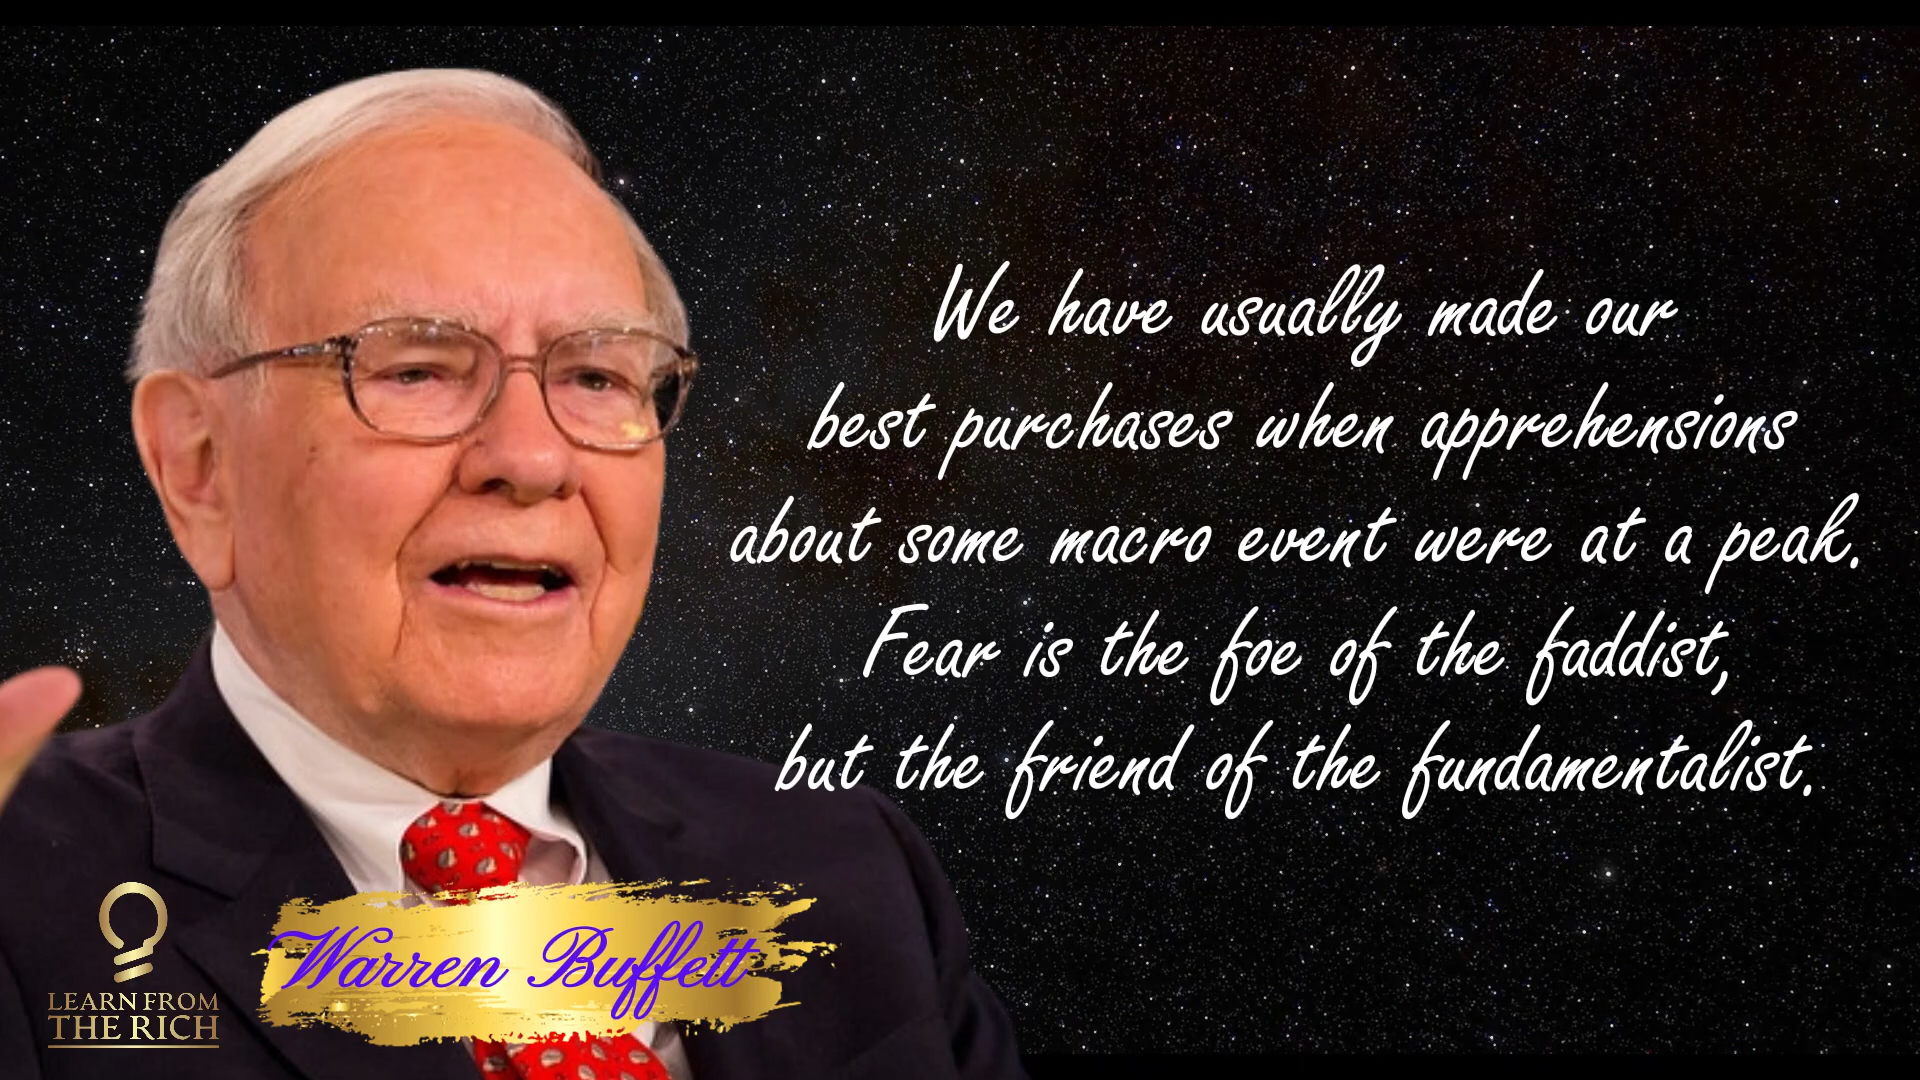 We have usually made our
best purchases when apprehensions
about some macro event were at a peak.
Fear is the foe of the faddist,
but the friend of the fundamentalist.
Warren Buffett
LEARN FROM
THE RICH